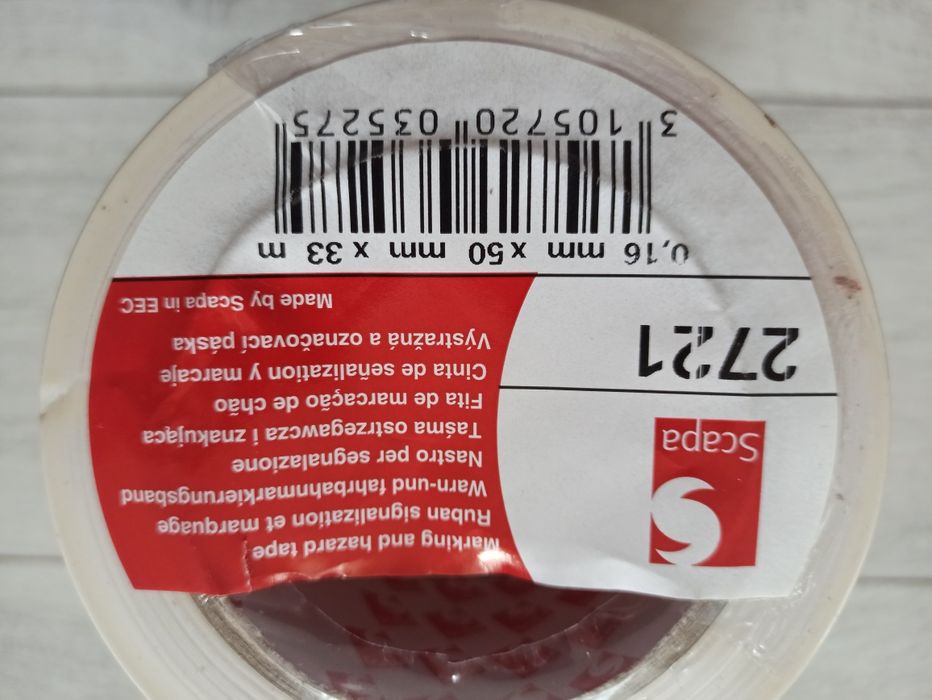 Scapa
2721
Marking and hazard tape
Ruban signalization et marquage
Warn-und fahrbahnmarkierungsband
Nastro per segnalazione
Taśma ostrzegawcza i znakująca
Fita de marcação de chão
Cinta de señalization y marcaje
Výstražná a označovací páska
Made by Scapa in EEC
0,16 mm x 50 mm x 33 m
3 105720 035275